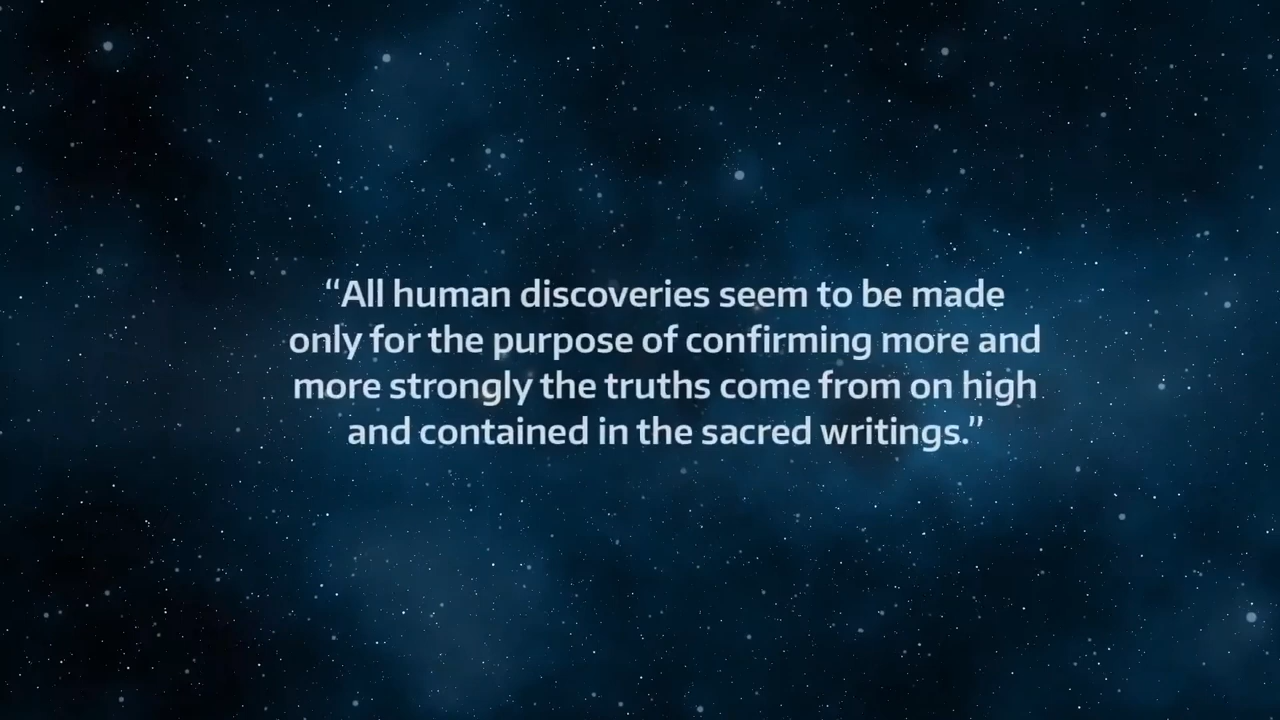 “All human discoveries seem to be made
only for the purpose of confirming more and
more strongly the truths come from on high
and contained in the sacred writings.”